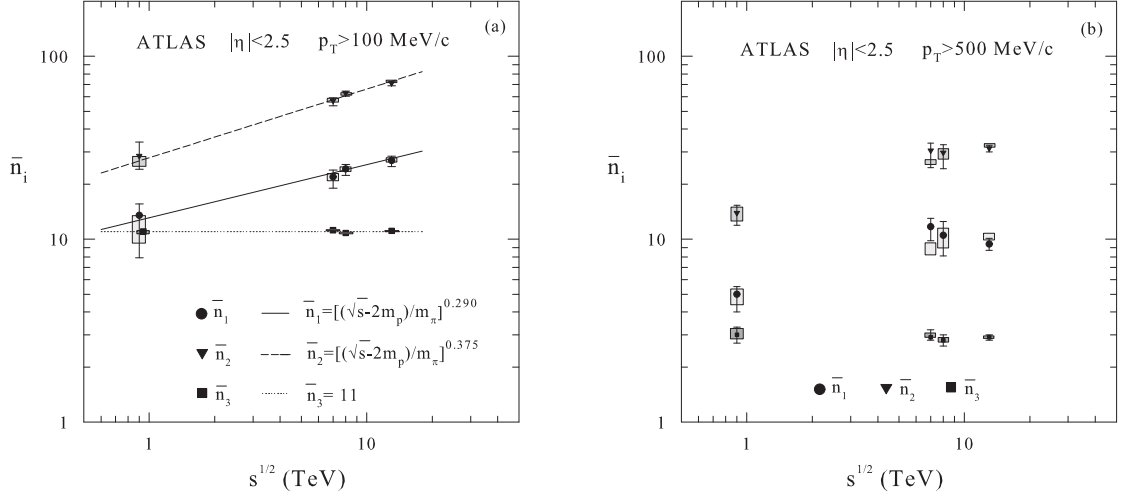 (a)
ATLAS |η|<2.5 p_T>100 MeV/c
100
10
1
n̄_i
n̄_1 n̄_1=[(√s-2m_p)/m_π]^0.290
n̄_2 n̄_2=[(√s-2m_p)/m_π]^0.375
n̄_3 n̄_3= 11
1 10
s^1/2 (TeV)
(b)
ATLAS |η|<2.5 p_T>500 MeV/c
100
10
1
n̄_i
n̄_1 n̄_2 n̄_3
1 10
s^1/2 (TeV)